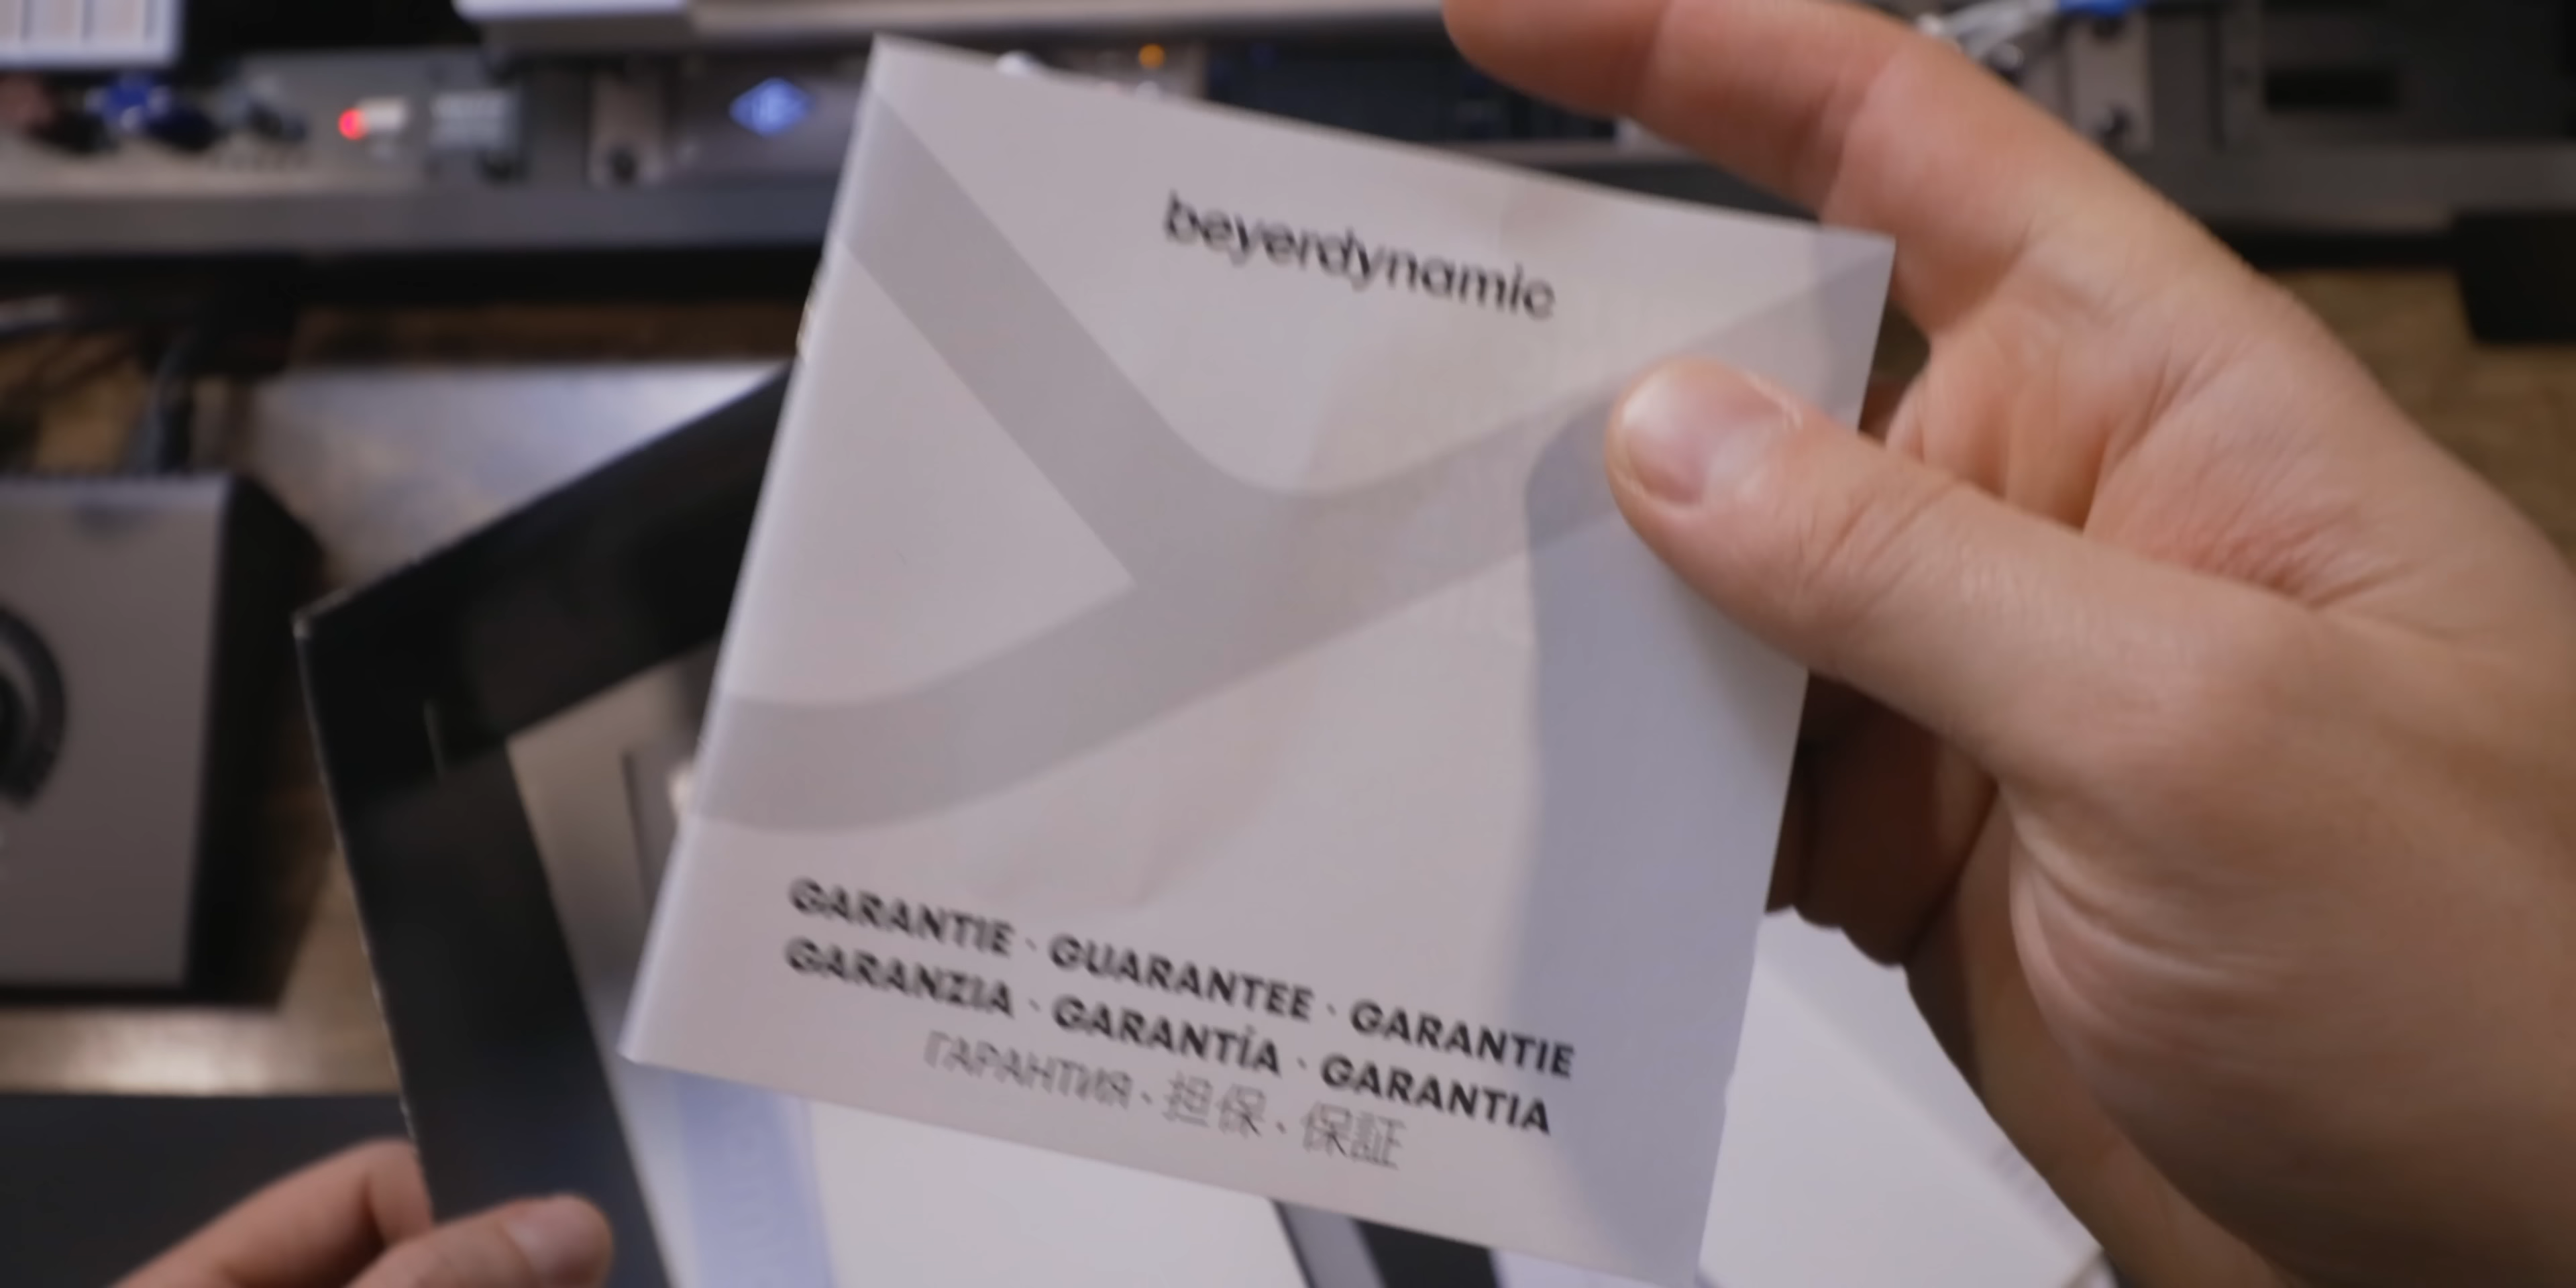 beyerdynamic
GARANTIE · GUARANTEE · GARANTIE
GARANZIA · GARANTÍA · GARANTIA
ГАРАНТИЯ · 担保 · 保証